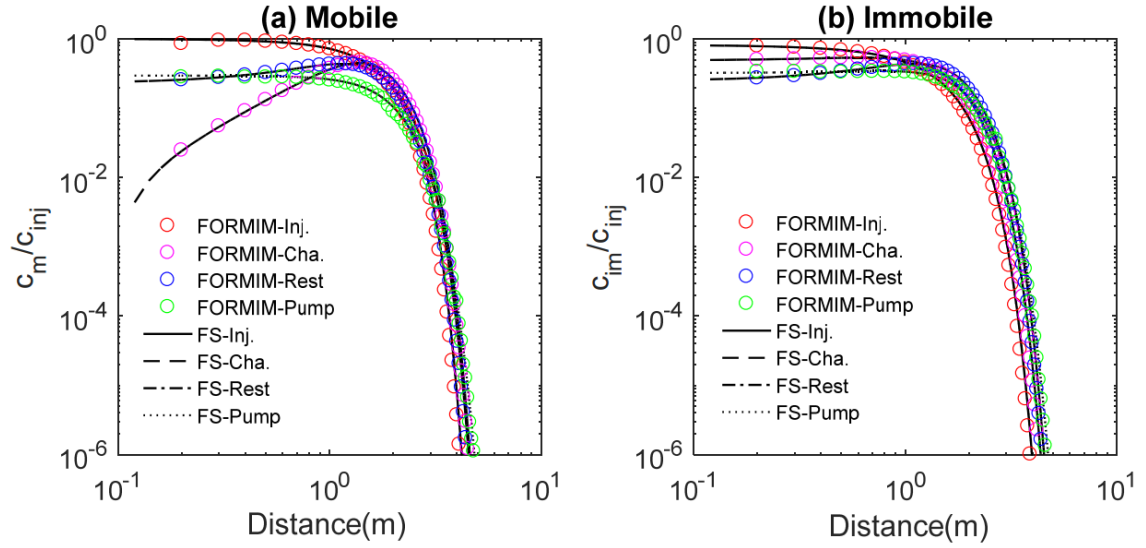 (a) Mobile
c_m/c_inj
10^0
10^-2
10^-4
10^-6
FORMIM-Inj.
FORMIM-Cha.
FORMIM-Rest
FORMIM-Pump
FS-Inj.
FS-Cha.
FS-Rest
FS-Pump
10^-1
10^0
10^1
Distance(m)
(b) Immobile
c_im/c_inj
10^0
10^-2
10^-4
10^-6
FORMIM-Inj.
FORMIM-Cha.
FORMIM-Rest
FORMIM-Pump
FS-Inj.
FS-Cha.
FS-Rest
FS-Pump
10^-1
10^0
10^1
Distance(m)